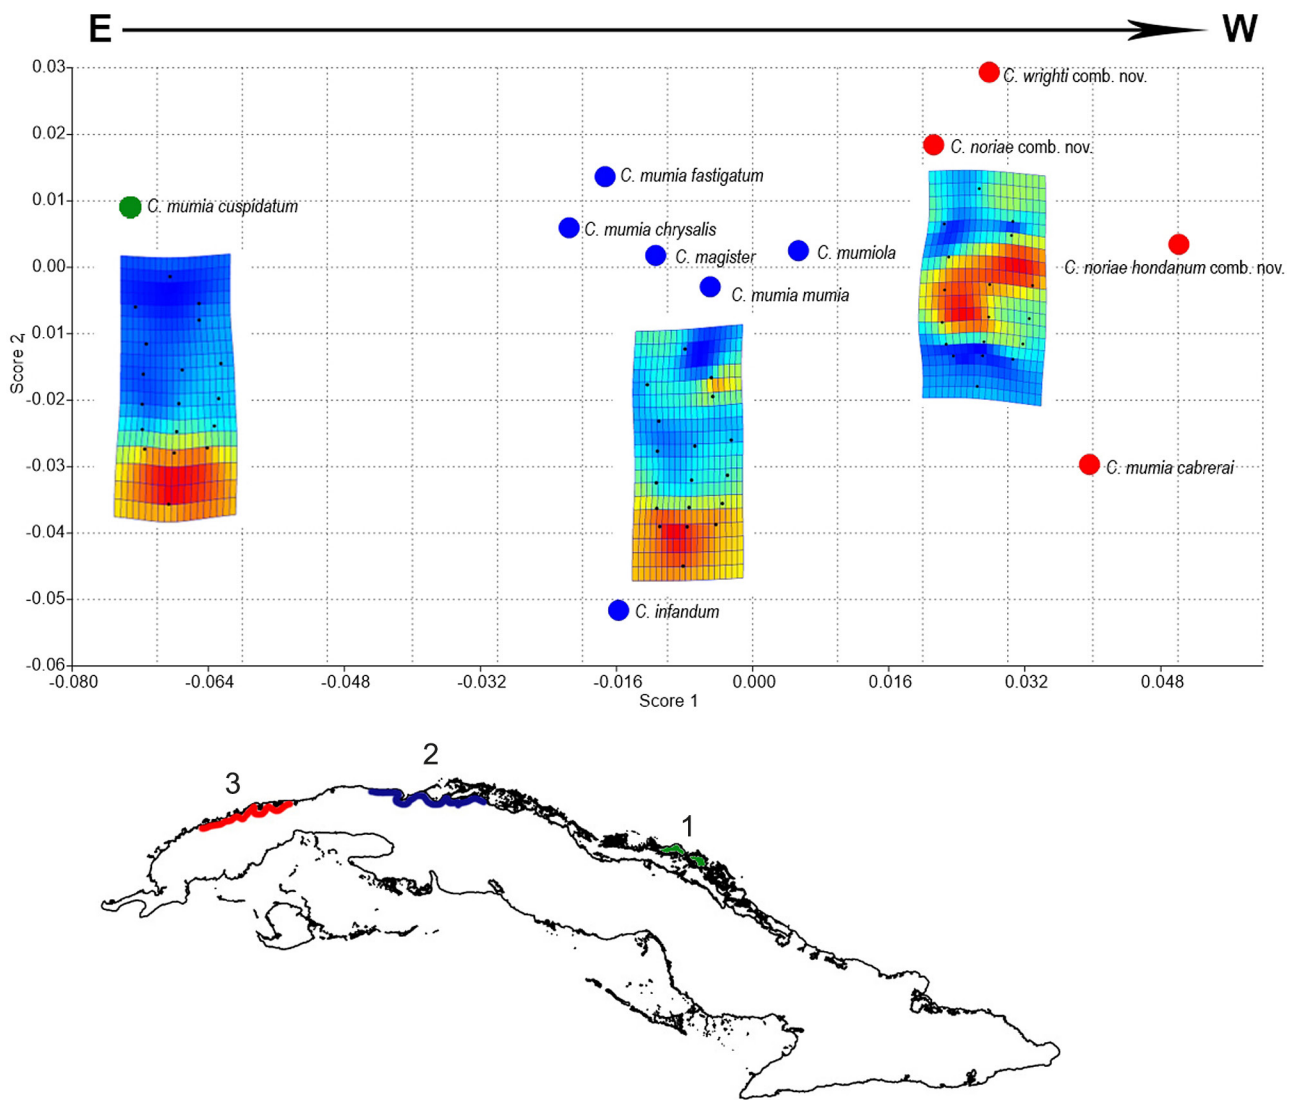 E W
0.03
C. wrighti comb. nov.
0.02
C. noriae comb. nov.
C. mumia fastigatum
0.01
C. mumia cuspidatum
C. mumia chrysalis
C. magister
C. mumiola
0.00
C. noriae hondanum comb. nov.
C. mumia mumia
-0.01
Score 2
-0.02
-0.03
C. mumia cabrerai
-0.04
-0.05
C. infandum
-0.06
-0.080 -0.064 -0.048 -0.032 -0.016 0.000 0.016 0.032 0.048
Score 1
2
3
1